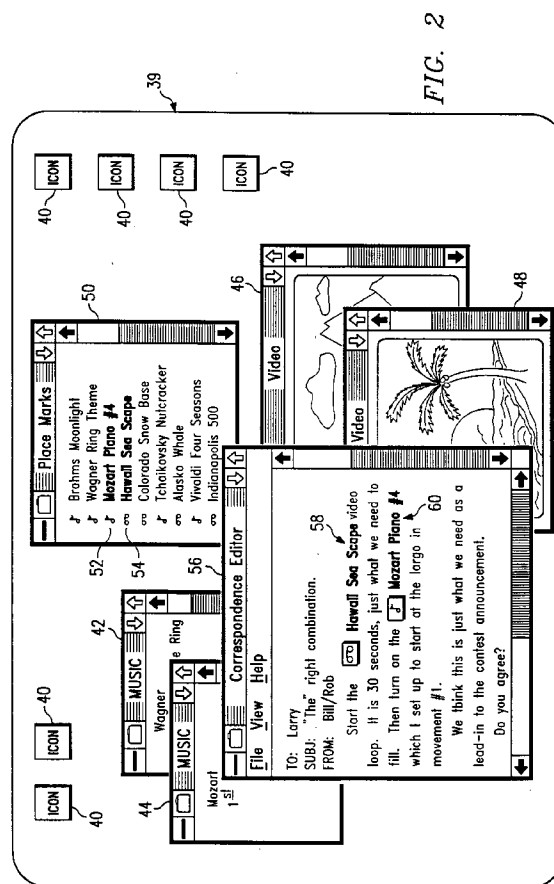 39
40 ICON
40 ICON
40 ICON
40 ICON
40 ICON
40 ICON
42
MUSIC
Wagner
e Ring
44
MUSIC
Mozart
1st
50
Place Marks
Brahms Moonlight
Wagner Ring Theme
52 Mozart Piano #4
54 Hawaii Sea Scape
Colorado Snow Base
Tchaikovsky Nutcracker
Alaska Whale
Vivaldi Four Seasons
Indianapolis 500
46
Video
48
Video
56
Correspondence Editor
File View Help
TO: Larry
SUBJ: "The" right combination.
FROM: Bill/Rob
58
Start the Hawaii Sea Scape video
loop. It is 30 seconds, just what we need to
fill. Then turn on the Mozart Piano #4
which I set up to start at the largo in
60
movement #1.
We think this is just what we need as a
lead-in to the contest announcement.
Do you agree?
FIG. 2